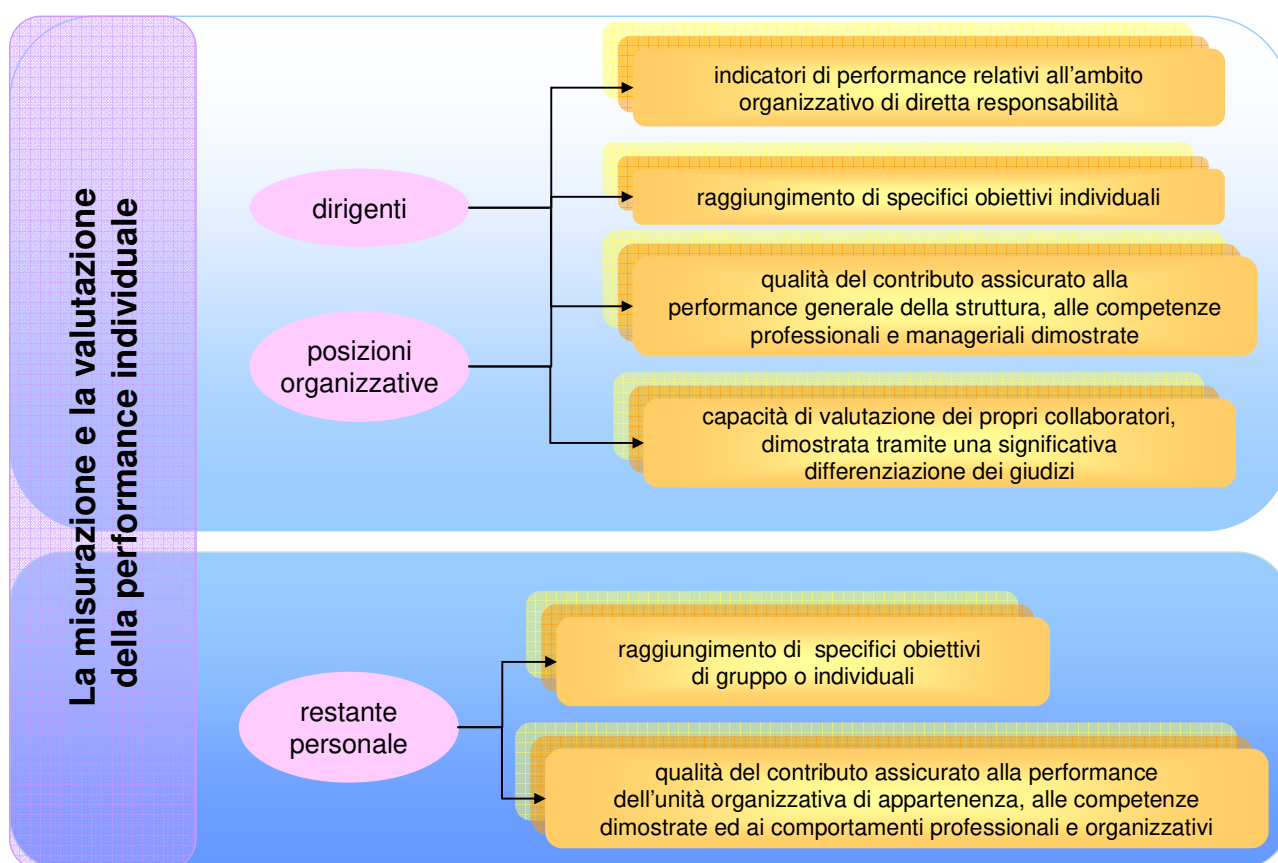 La misurazione e la valutazione
della performance individuale
dirigenti
posizioni
organizzative
indicatori di performance relativi all'ambito
organizzativo di diretta responsabilità
raggiungimento di specifici obiettivi individuali
qualità del contributo assicurato alla
performance generale della struttura, alle competenze
professionali e manageriali dimostrate
capacità di valutazione dei propri collaboratori,
dimostrata tramite una significativa
differenziazione dei giudizi
restante
personale
raggiungimento di specifici obiettivi
di gruppo o individuali
qualità del contributo assicurato alla performance
dell'unità organizzativa di appartenenza, alle competenze
dimostrate ed ai comportamenti professionali e organizzativi